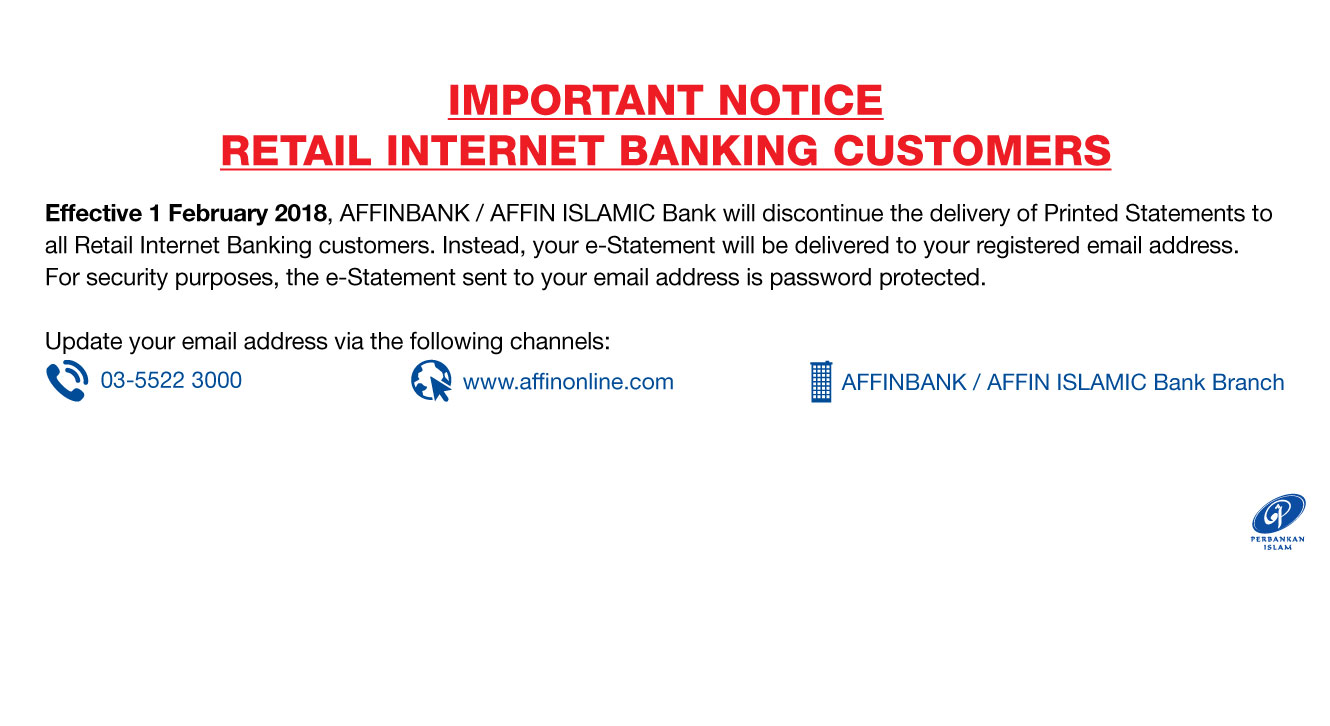 IMPORTANT NOTICE
RETAIL INTERNET BANKING CUSTOMERS
Effective 1 February 2018, AFFINBANK / AFFIN ISLAMIC Bank will discontinue the delivery of Printed Statements to
all Retail Internet Banking customers. Instead, your e-Statement will be delivered to your registered email address.
For security purposes, the e-Statement sent to your email address is password protected.
Update your email address via the following channels:
03-5522 3000
www.affinonline.com
AFFINBANK / AFFIN ISLAMIC Bank Branch
PERBANKAN
ISLAM